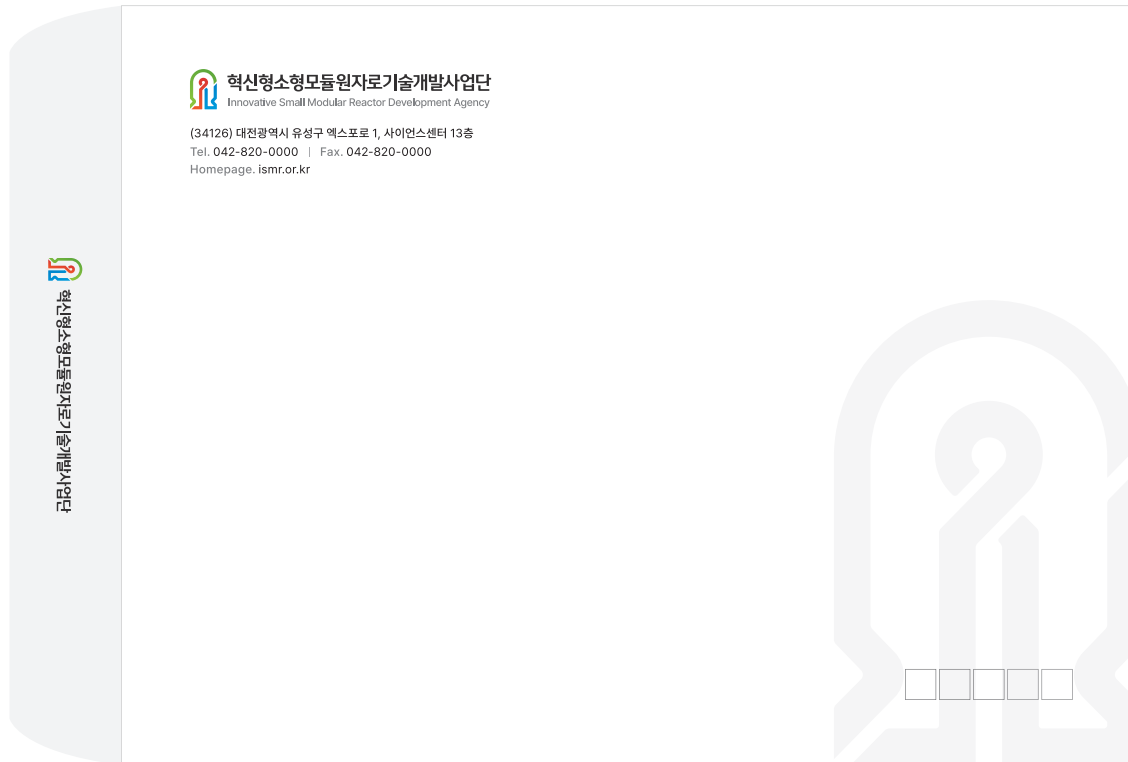 혁신형소형모듈원자로기술개발사업단
Innovative Small Modular Reactor Development Agency
(34126) 대전광역시 유성구 엑스포로 1, 사이언스센터 13층
Tel. 042-820-0000 | Fax. 042-820-0000
Homepage. ismr.or.kr
혁신형소형모듈원자로기술개발사업단